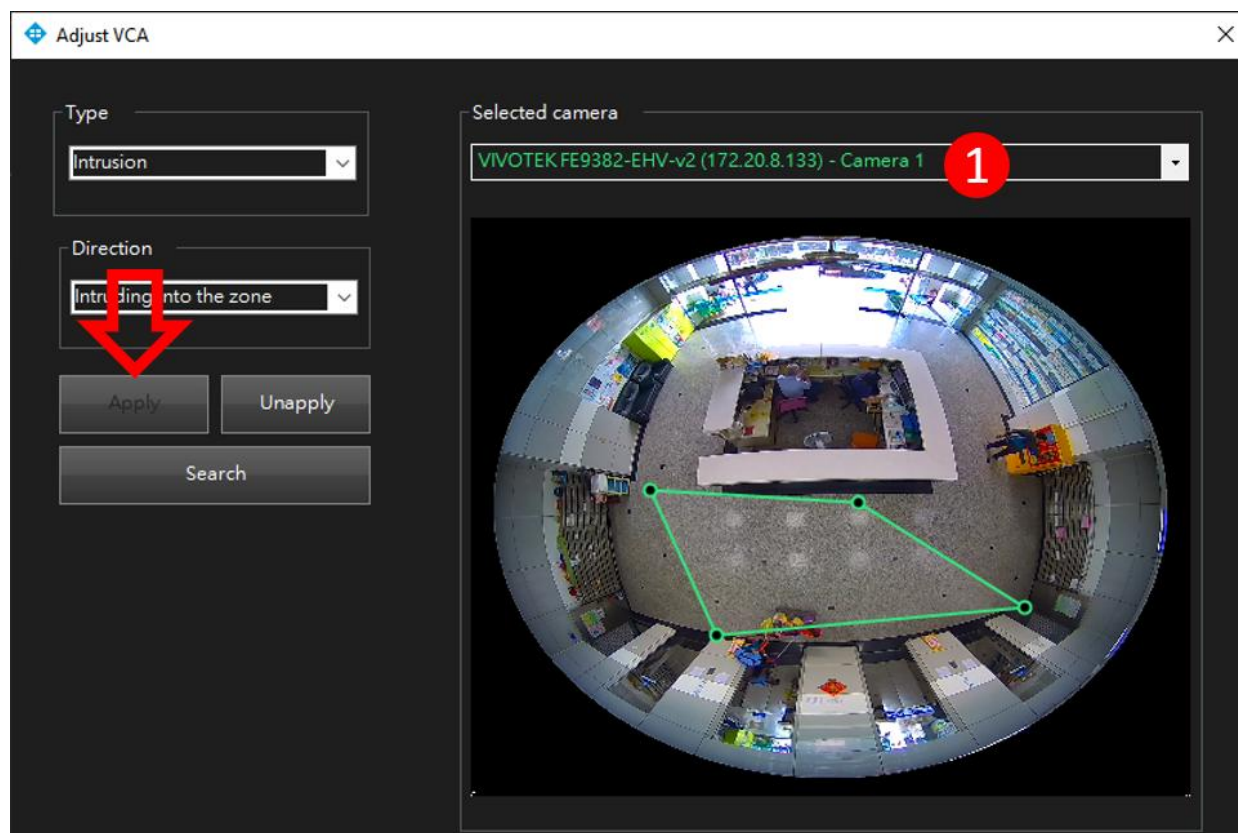 Adjust VCA
Type
Intrusion
Direction
Intruding into the zone
Apply
Unapply
Search
Selected camera
VIVOTEK FE9382-EHV-v2 (172.20.8.133) - Camera 1
1